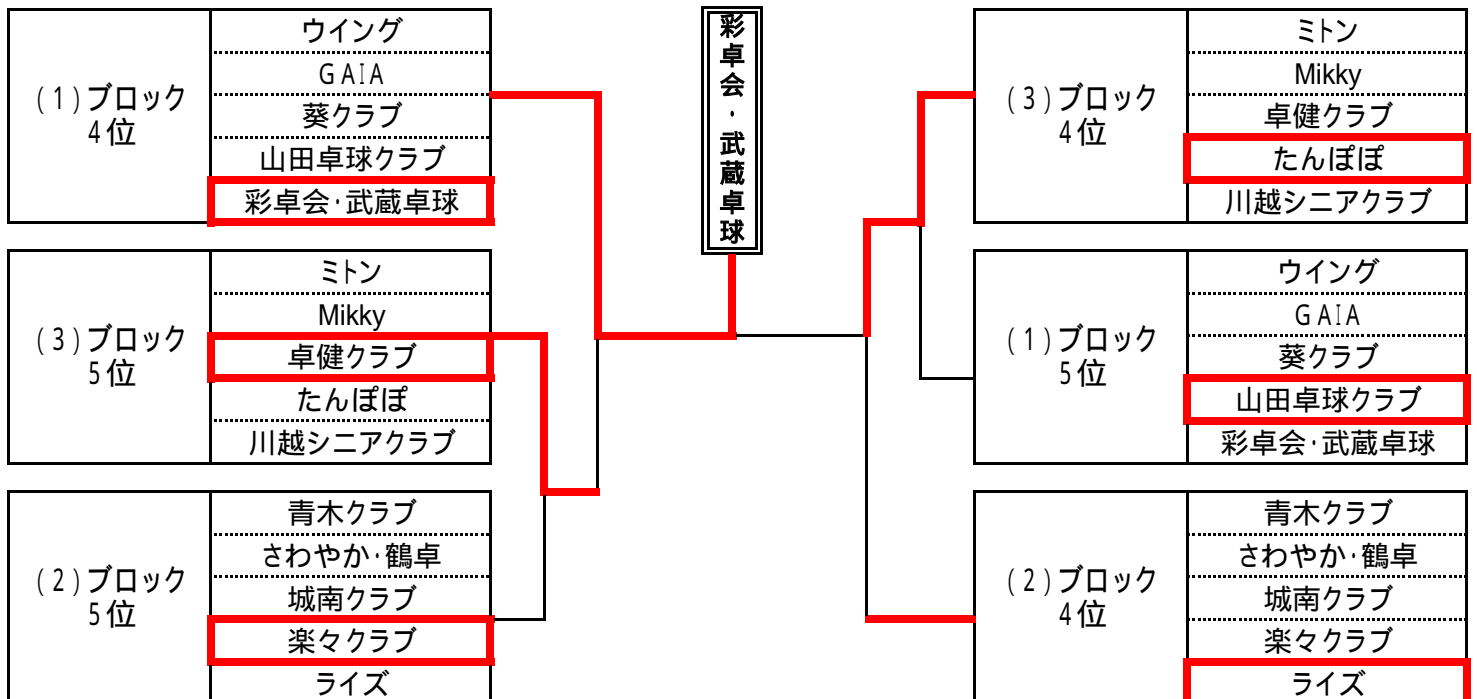 (1)ブロック
4位
ウイング
GAIA
葵クラブ
山田卓球クラブ
彩卓会・武蔵卓球
(3)ブロック
5位
ミトン
Mikky
卓健クラブ
たんぽぽ
川越シニアクラブ
(2)ブロック
5位
青木クラブ
さわやか・鶴卓
城南クラブ
楽々クラブ
ライズ
彩卓会・武蔵卓球
(3)ブロック
4位
ミトン
Mikky
卓健クラブ
たんぽぽ
川越シニアクラブ
(1)ブロック
5位
ウイング
GAIA
葵クラブ
山田卓球クラブ
彩卓会・武蔵卓球
(2)ブロック
4位
青木クラブ
さわやか・鶴卓
城南クラブ
楽々クラブ
ライズ